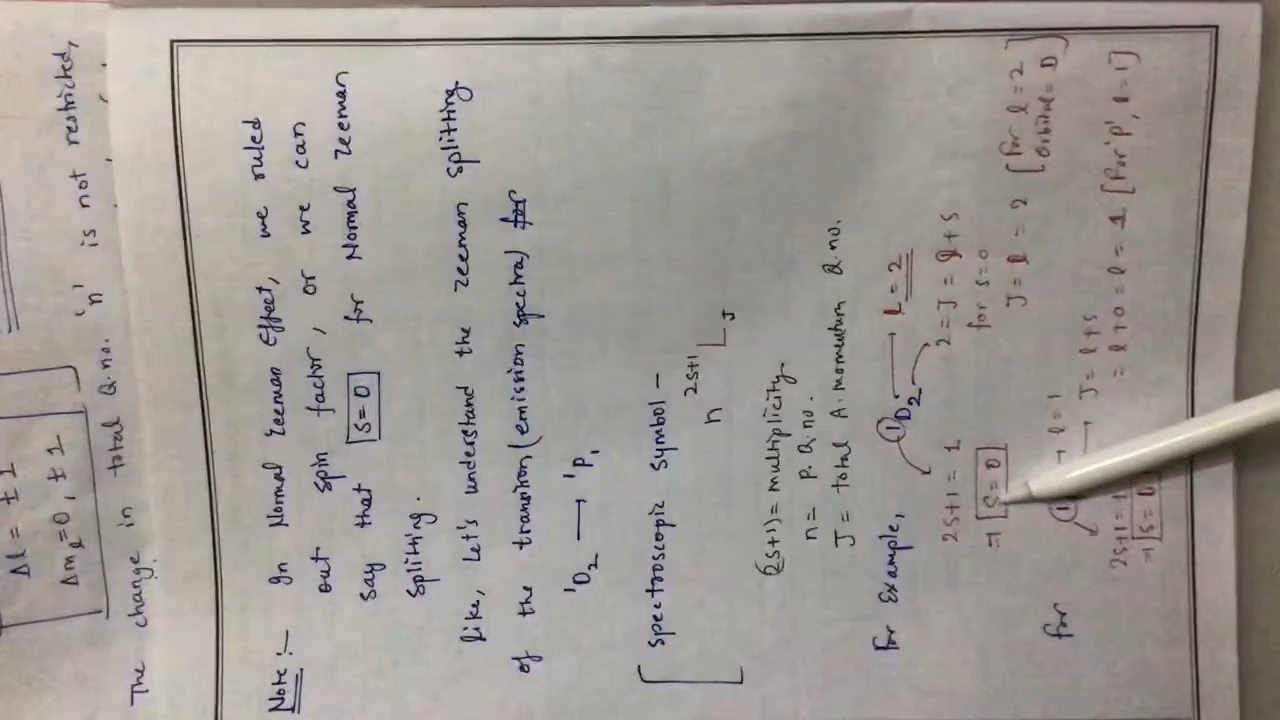 Δl = ± 1
Δm_l = 0, ± 1
The change in total Q.no. 'n' is not restricted,
Note :- In Normal Zeeman Effect, we ruled
out spin factor, or we can
say that S=0 for Normal Zeeman
splitting.
like, Let's understand the zeeman splitting
of the transition (emission spectra) for
¹D₂ → ¹P₁
[ Spectroscopic symbol -
n ²ˢ⁺¹L_J
(2s+1) = multiplicity.
n = P.Q.no.
J = total A. momentum Q.no.
For Example, ¹D₂ → L = 2
2s+1 = 1 2 = J = l + s
⇒ S = 0 for s=0
J = l = 2 [for l = 2
orbital = D]
for → l = 1
2s+1 = 1 → J = l + s
⇒ S = 0 = l + 0 = l = 1 [For 'P', l = 1]